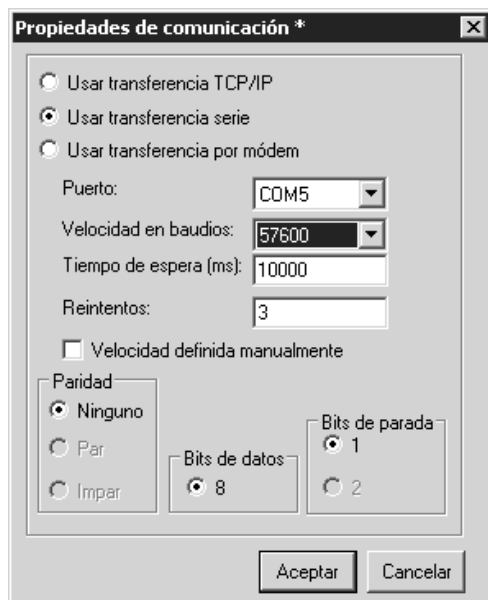 Propiedades de comunicación *
Usar transferencia TCP/IP
Usar transferencia serie
Usar transferencia por módem
Puerto: COM5
Velocidad en baudios: 57600
Tiempo de espera (ms): 10000
Reintentos: 3
Velocidad definida manualmente
Paridad
Ninguno
Par
Impar
Bits de datos
8
Bits de parada
1
2
Aceptar Cancelar